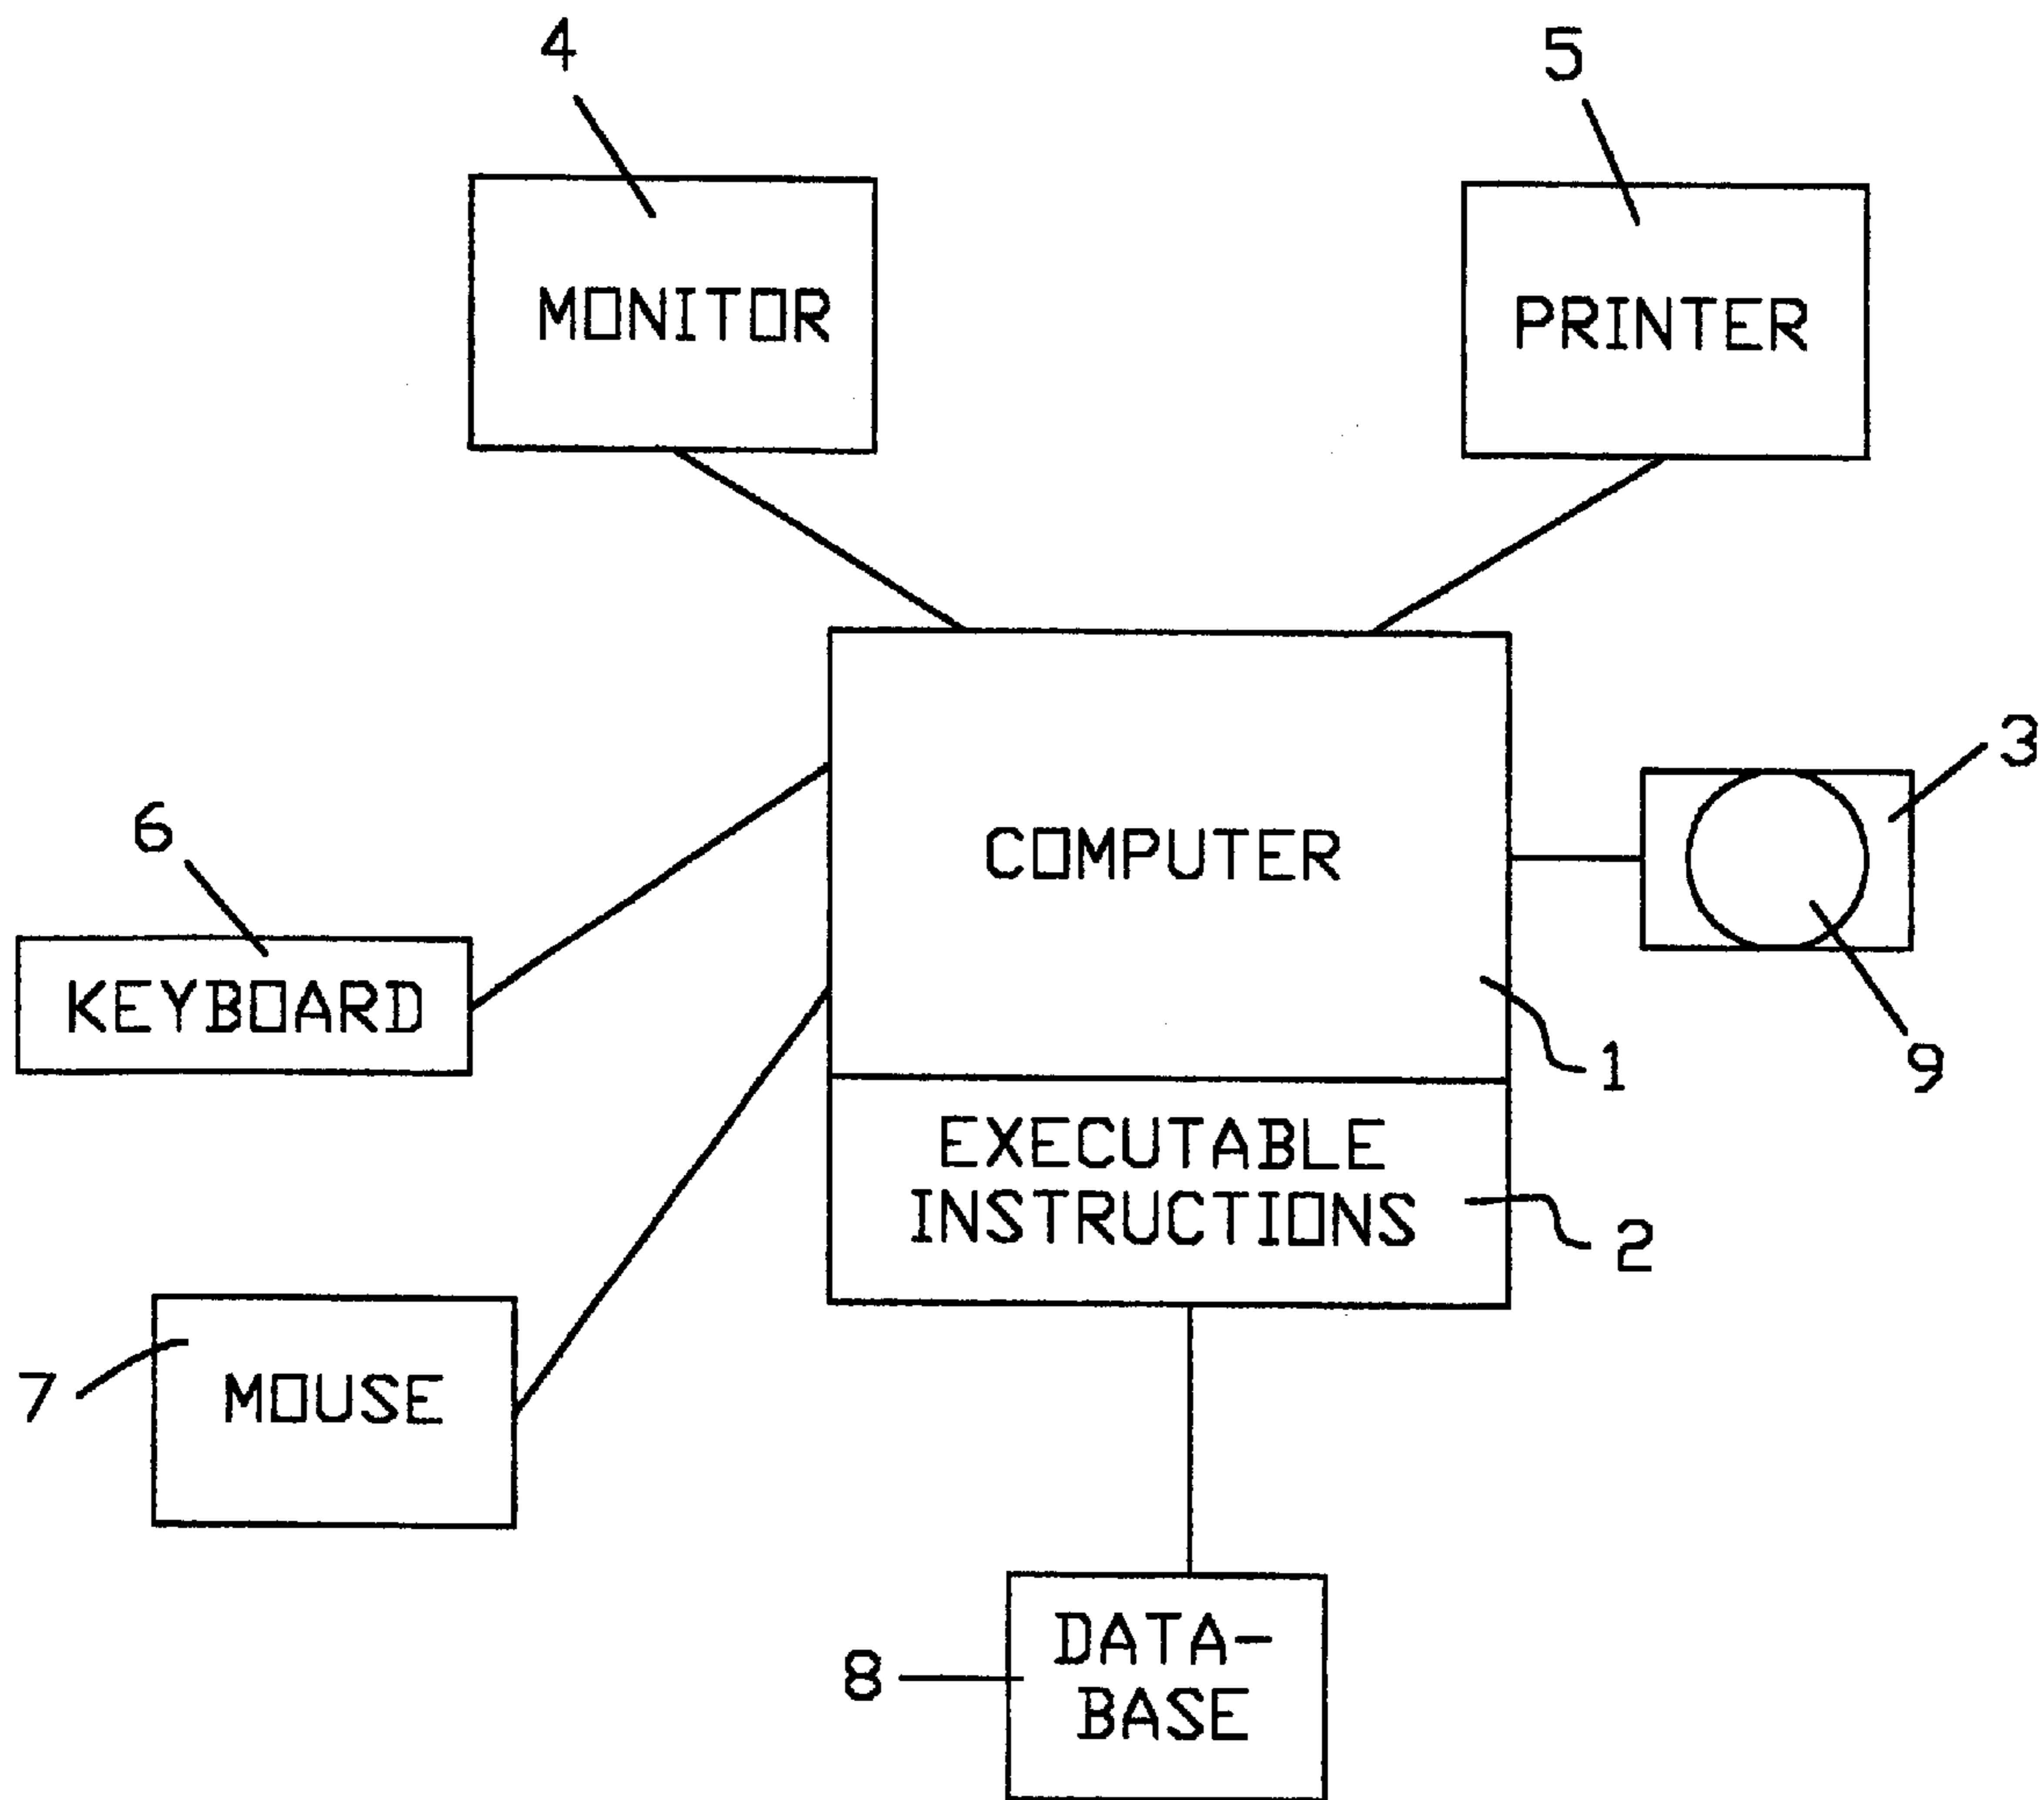 4
5
MONITOR
PRINTER
3
6
COMPUTER
KEYBOARD
1
9
EXECUTABLE
INSTRUCTIONS
2
7
MOUSE
8
DATA-
BASE